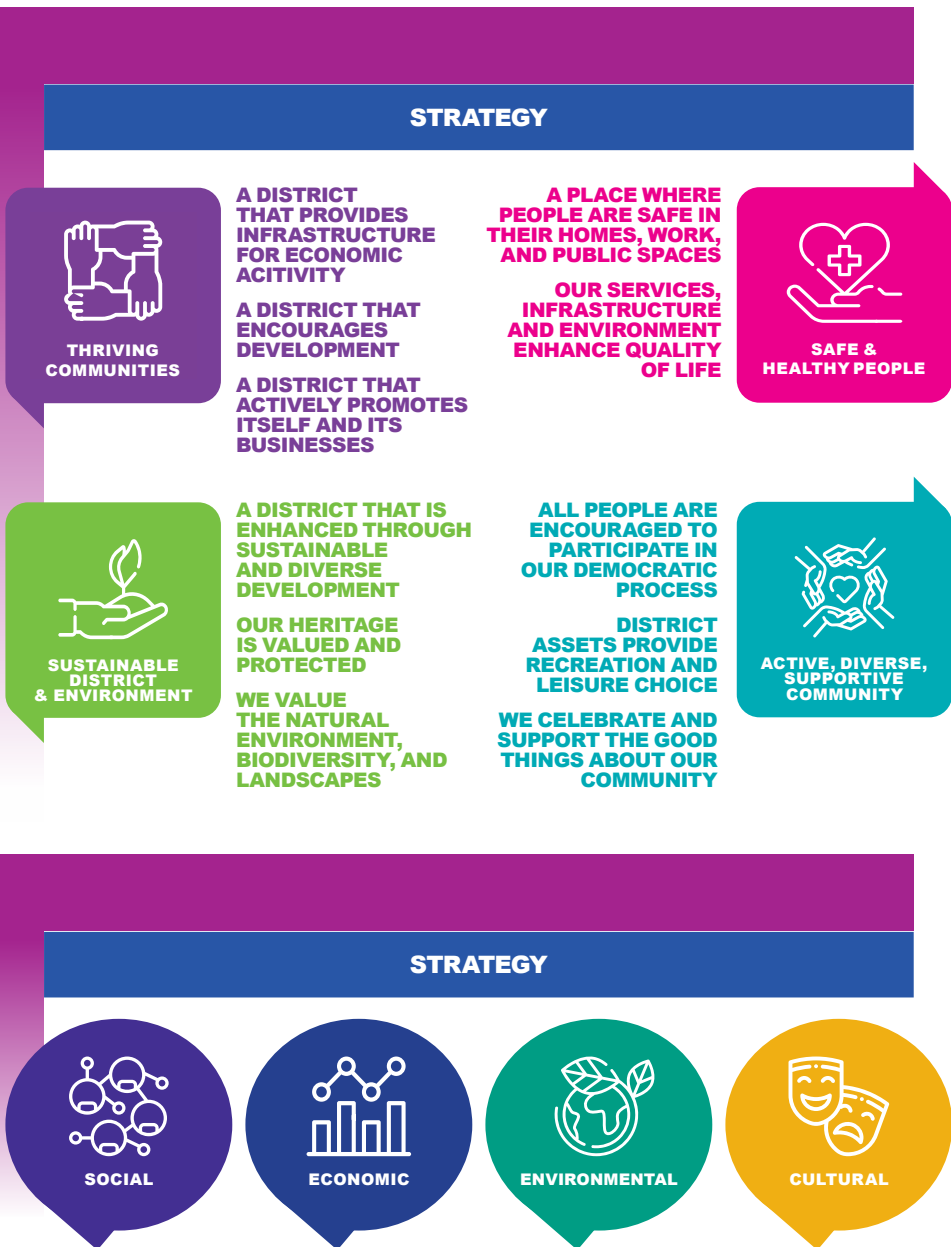 STRATEGY
THRIVING
COMMUNITIES
A DISTRICT
THAT PROVIDES
INFRASTRUCTURE
FOR ECONOMIC
ACITIVITY
A DISTRICT THAT
ENCOURAGES
DEVELOPMENT
A DISTRICT THAT
ACTIVELY PROMOTES
ITSELF AND ITS
BUSINESSES
A PLACE WHERE
PEOPLE ARE SAFE IN
THEIR HOMES, WORK,
AND PUBLIC SPACES
OUR SERVICES,
INFRASTRUCTURE
AND ENVIRONMENT
ENHANCE QUALITY
OF LIFE
SAFE &
HEALTHY PEOPLE
SUSTAINABLE
DISTRICT
& ENVIRONMENT
A DISTRICT THAT IS
ENHANCED THROUGH
SUSTAINABLE
AND DIVERSE
DEVELOPMENT
OUR HERITAGE
IS VALUED AND
PROTECTED
WE VALUE
THE NATURAL
ENVIRONMENT,
BIODIVERSITY, AND
LANDSCAPES
ALL PEOPLE ARE
ENCOURAGED TO
PARTICIPATE IN
OUR DEMOCRATIC
PROCESS
DISTRICT
ASSETS PROVIDE
RECREATION AND
LEISURE CHOICE
WE CELEBRATE AND
SUPPORT THE GOOD
THINGS ABOUT OUR
COMMUNITY
ACTIVE, DIVERSE,
SUPPORTIVE
COMMUNITY
STRATEGY
SOCIAL
ECONOMIC
ENVIRONMENTAL
CULTURAL